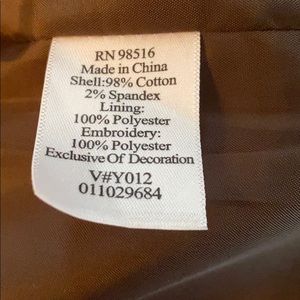 RN 98516
Made in China
Shell:98% Cotton
2% Spandex
Lining:
100% Polyester
Embroidery:
100% Polyester
Exclusive Of Decoration
V#Y012
011029684